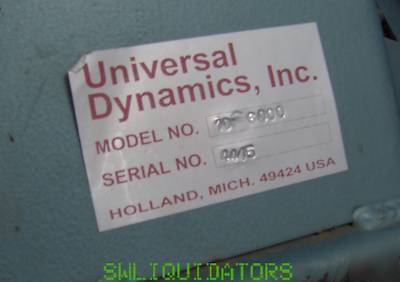 Universal
Dynamics, Inc.
MODEL NO.
SERIAL NO.
HOLLAND, MICH. 49424 USA
SWLIQUIDATORS